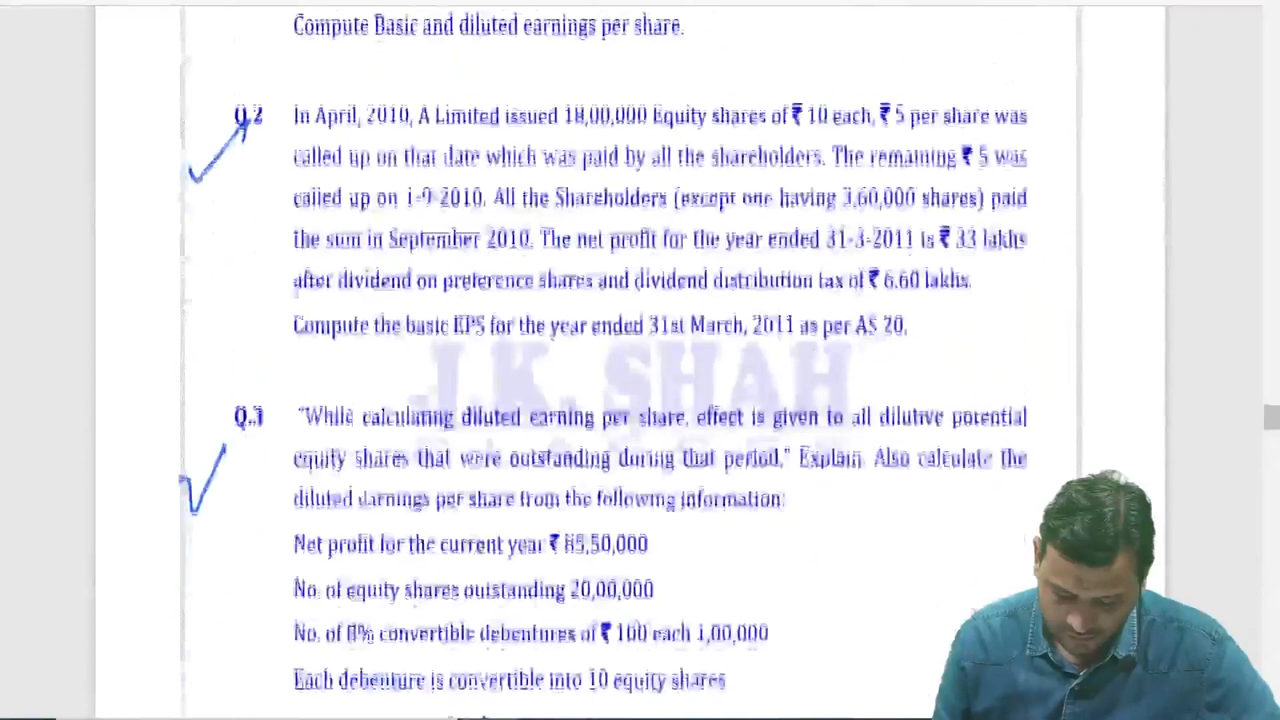 Compute Basic and diluted earnings per share.
Q.2 In April, 2010, A Limited issued 18,00,000 Equity shares of ₹ 10 each, ₹ 5 per share was
called up on that date which was paid by all the shareholders. The remaining ₹ 5 was
called up on 1-9-2010. All the Shareholders (except one having 3,60,000 shares) paid
the sum in September 2010. The net profit for the year ended 31-3-2011 is ₹ 33 lakhs
after dividend on preference shares and dividend distribution tax of ₹ 6.60 lakhs.
Compute the basic EPS for the year ended 31st March, 2011 as per AS 20.
J.K. SHAH
Q.3 "While calculating diluted earning per share, effect is given to all dilutive potential
equity shares that were outstanding during that period." Explain. Also calculate the
diluted earnings per share from the following information:
Net profit for the current year ₹ 85,50,000
No. of equity shares outstanding 20,00,000
No. of 8% convertible debentures of ₹ 100 each 1,00,000
Each debenture is convertible into 10 equity shares